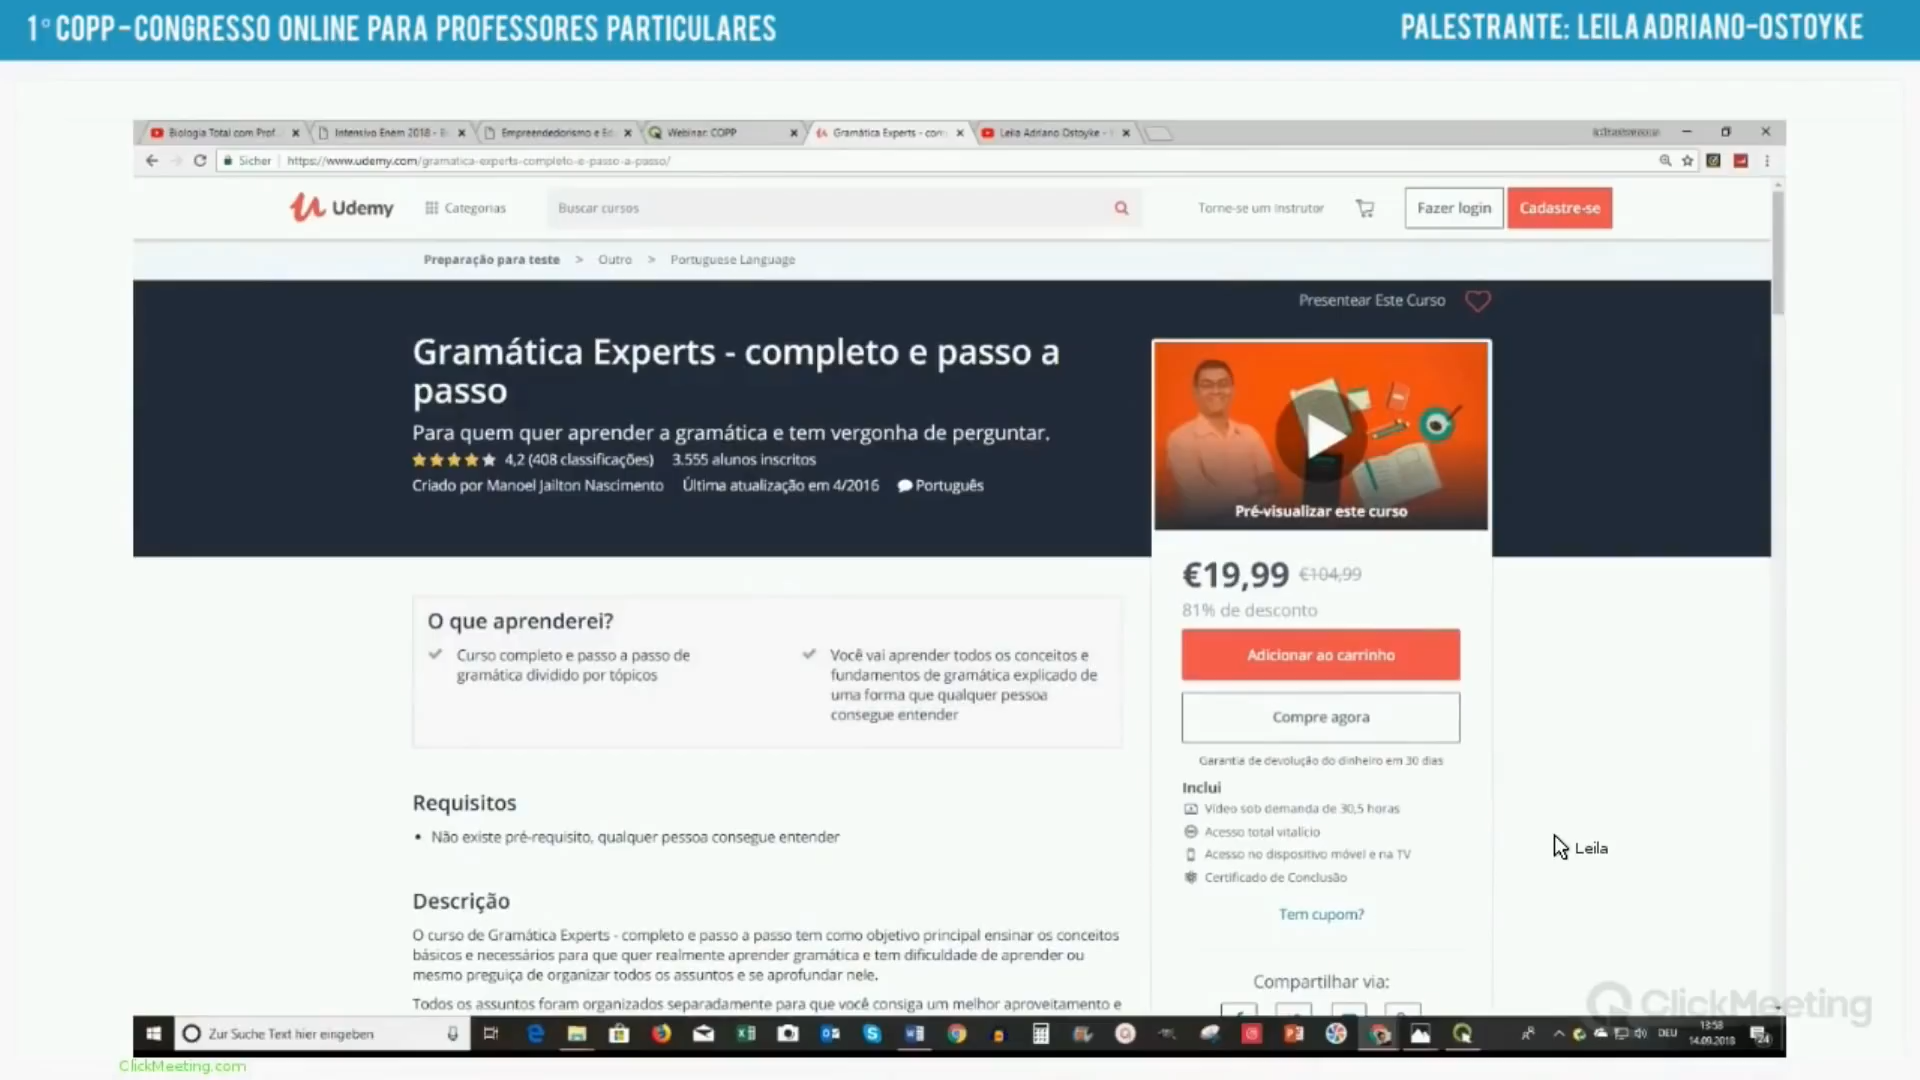 1º COPP-CONGRESSO ONLINE PARA PROFESSORES PARTICULARES
PALESTRANTE: LEILA ADRIANO-OSTOYKE
Biologia Total com Prof.
Intensivo Enem 2018 - B
Empreendedorismo e Ed
Webinar: COPP
Gramática Experts - com
Leila Adriano Ostoyke -
Sicher
https://www.udemy.com/gramatica-experts-completo-e-passo-a-passo/
Udemy
Categorias
Buscar cursos
Torne-se um Instrutor
Fazer login
Cadastre-se
Preparação para teste > Outro > Portuguese Language
Presentear Este Curso
Gramática Experts - completo e passo a
passo
Para quem quer aprender a gramática e tem vergonha de perguntar.
4,2 (408 classificações) 3.555 alunos inscritos
Criado por Manoel Jailton Nascimento Última atualização em 4/2016 Português
Pré-visualizar este curso
€19,99 €104,99
81% de desconto
Adicionar ao carrinho
Compre agora
Garantia de devolução do dinheiro em 30 dias
Inclui
Vídeo sob demanda de 30,5 horas
Acesso total vitalício
Acesso no dispositivo móvel e na TV
Certificado de Conclusão
Tem cupom?
Compartilhar via:
O que aprenderei?
Curso completo e passo a passo de
gramática dividido por tópicos
Você vai aprender todos os conceitos e
fundamentos de gramática explicado de
uma forma que qualquer pessoa
consegue entender
Requisitos
• Não existe pré-requisito, qualquer pessoa consegue entender
Descrição
O curso de Gramática Experts - completo e passo a passo tem como objetivo principal ensinar os conceitos
básicos e necessários para que quer realmente aprender gramática e tem dificuldade de aprender ou
mesmo preguiça de organizar todos os assuntos e se aprofundar nele.
Todos os assuntos foram organizados separadamente para que você consiga um melhor aproveitamento e
Leila
ClickMeeting
Zur Suche Text hier eingeben
DEU
13:58
14.09.2018
24
ClickMeeting.com